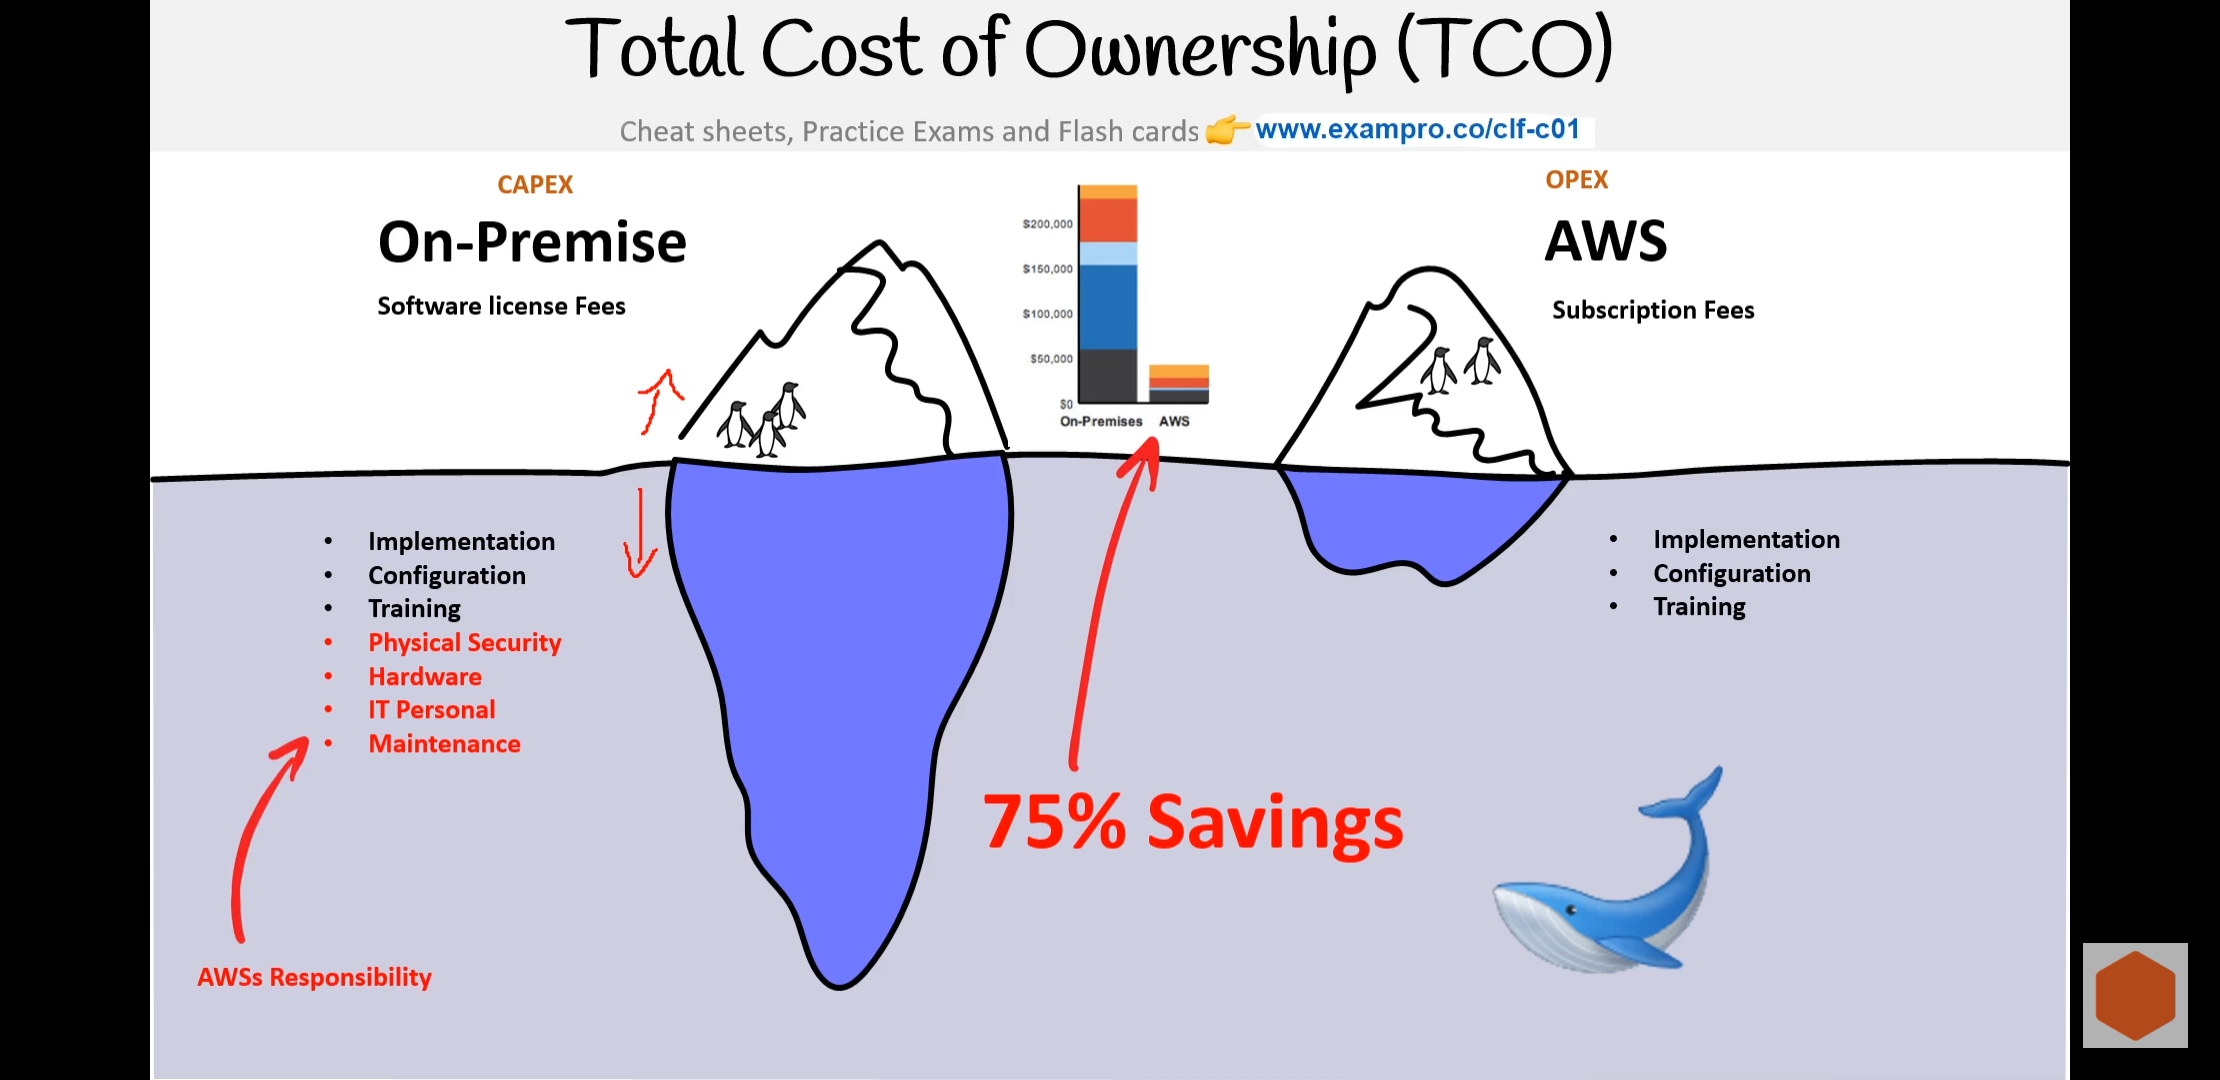 Total Cost of Ownership (TCO)
Cheat sheets, Practice Exams and Flash cards 👉 www.exampro.co/clf-c01
CAPEX
On-Premise
Software license Fees
$200,000
$150,000
$100,000
$50,000
$0
On-Premises AWS
OPEX
AWS
Subscription Fees
• Implementation
• Configuration
• Training
• Physical Security
• Hardware
• IT Personal
• Maintenance
AWSs Responsibility
75% Savings
• Implementation
• Configuration
• Training